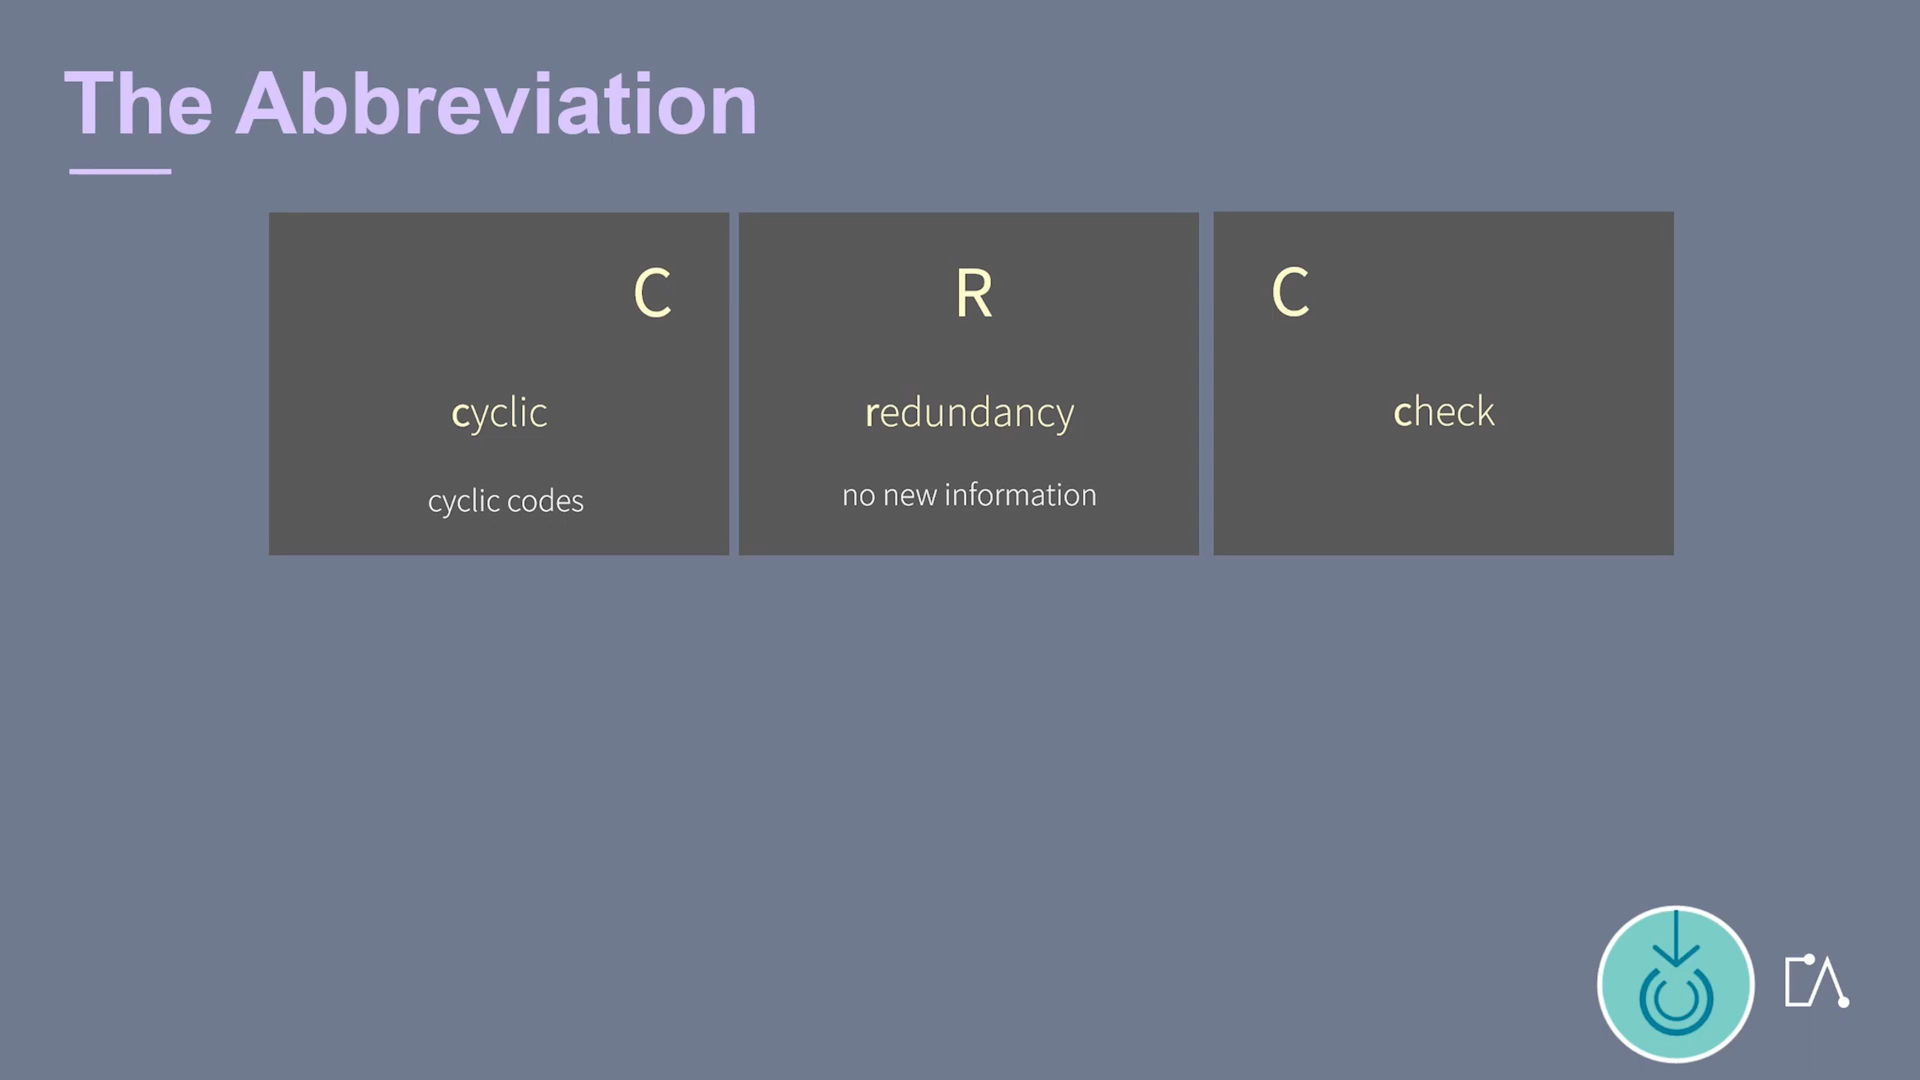 The Abbreviation
C
R
C
cyclic
redundancy
check
cyclic codes
no new information